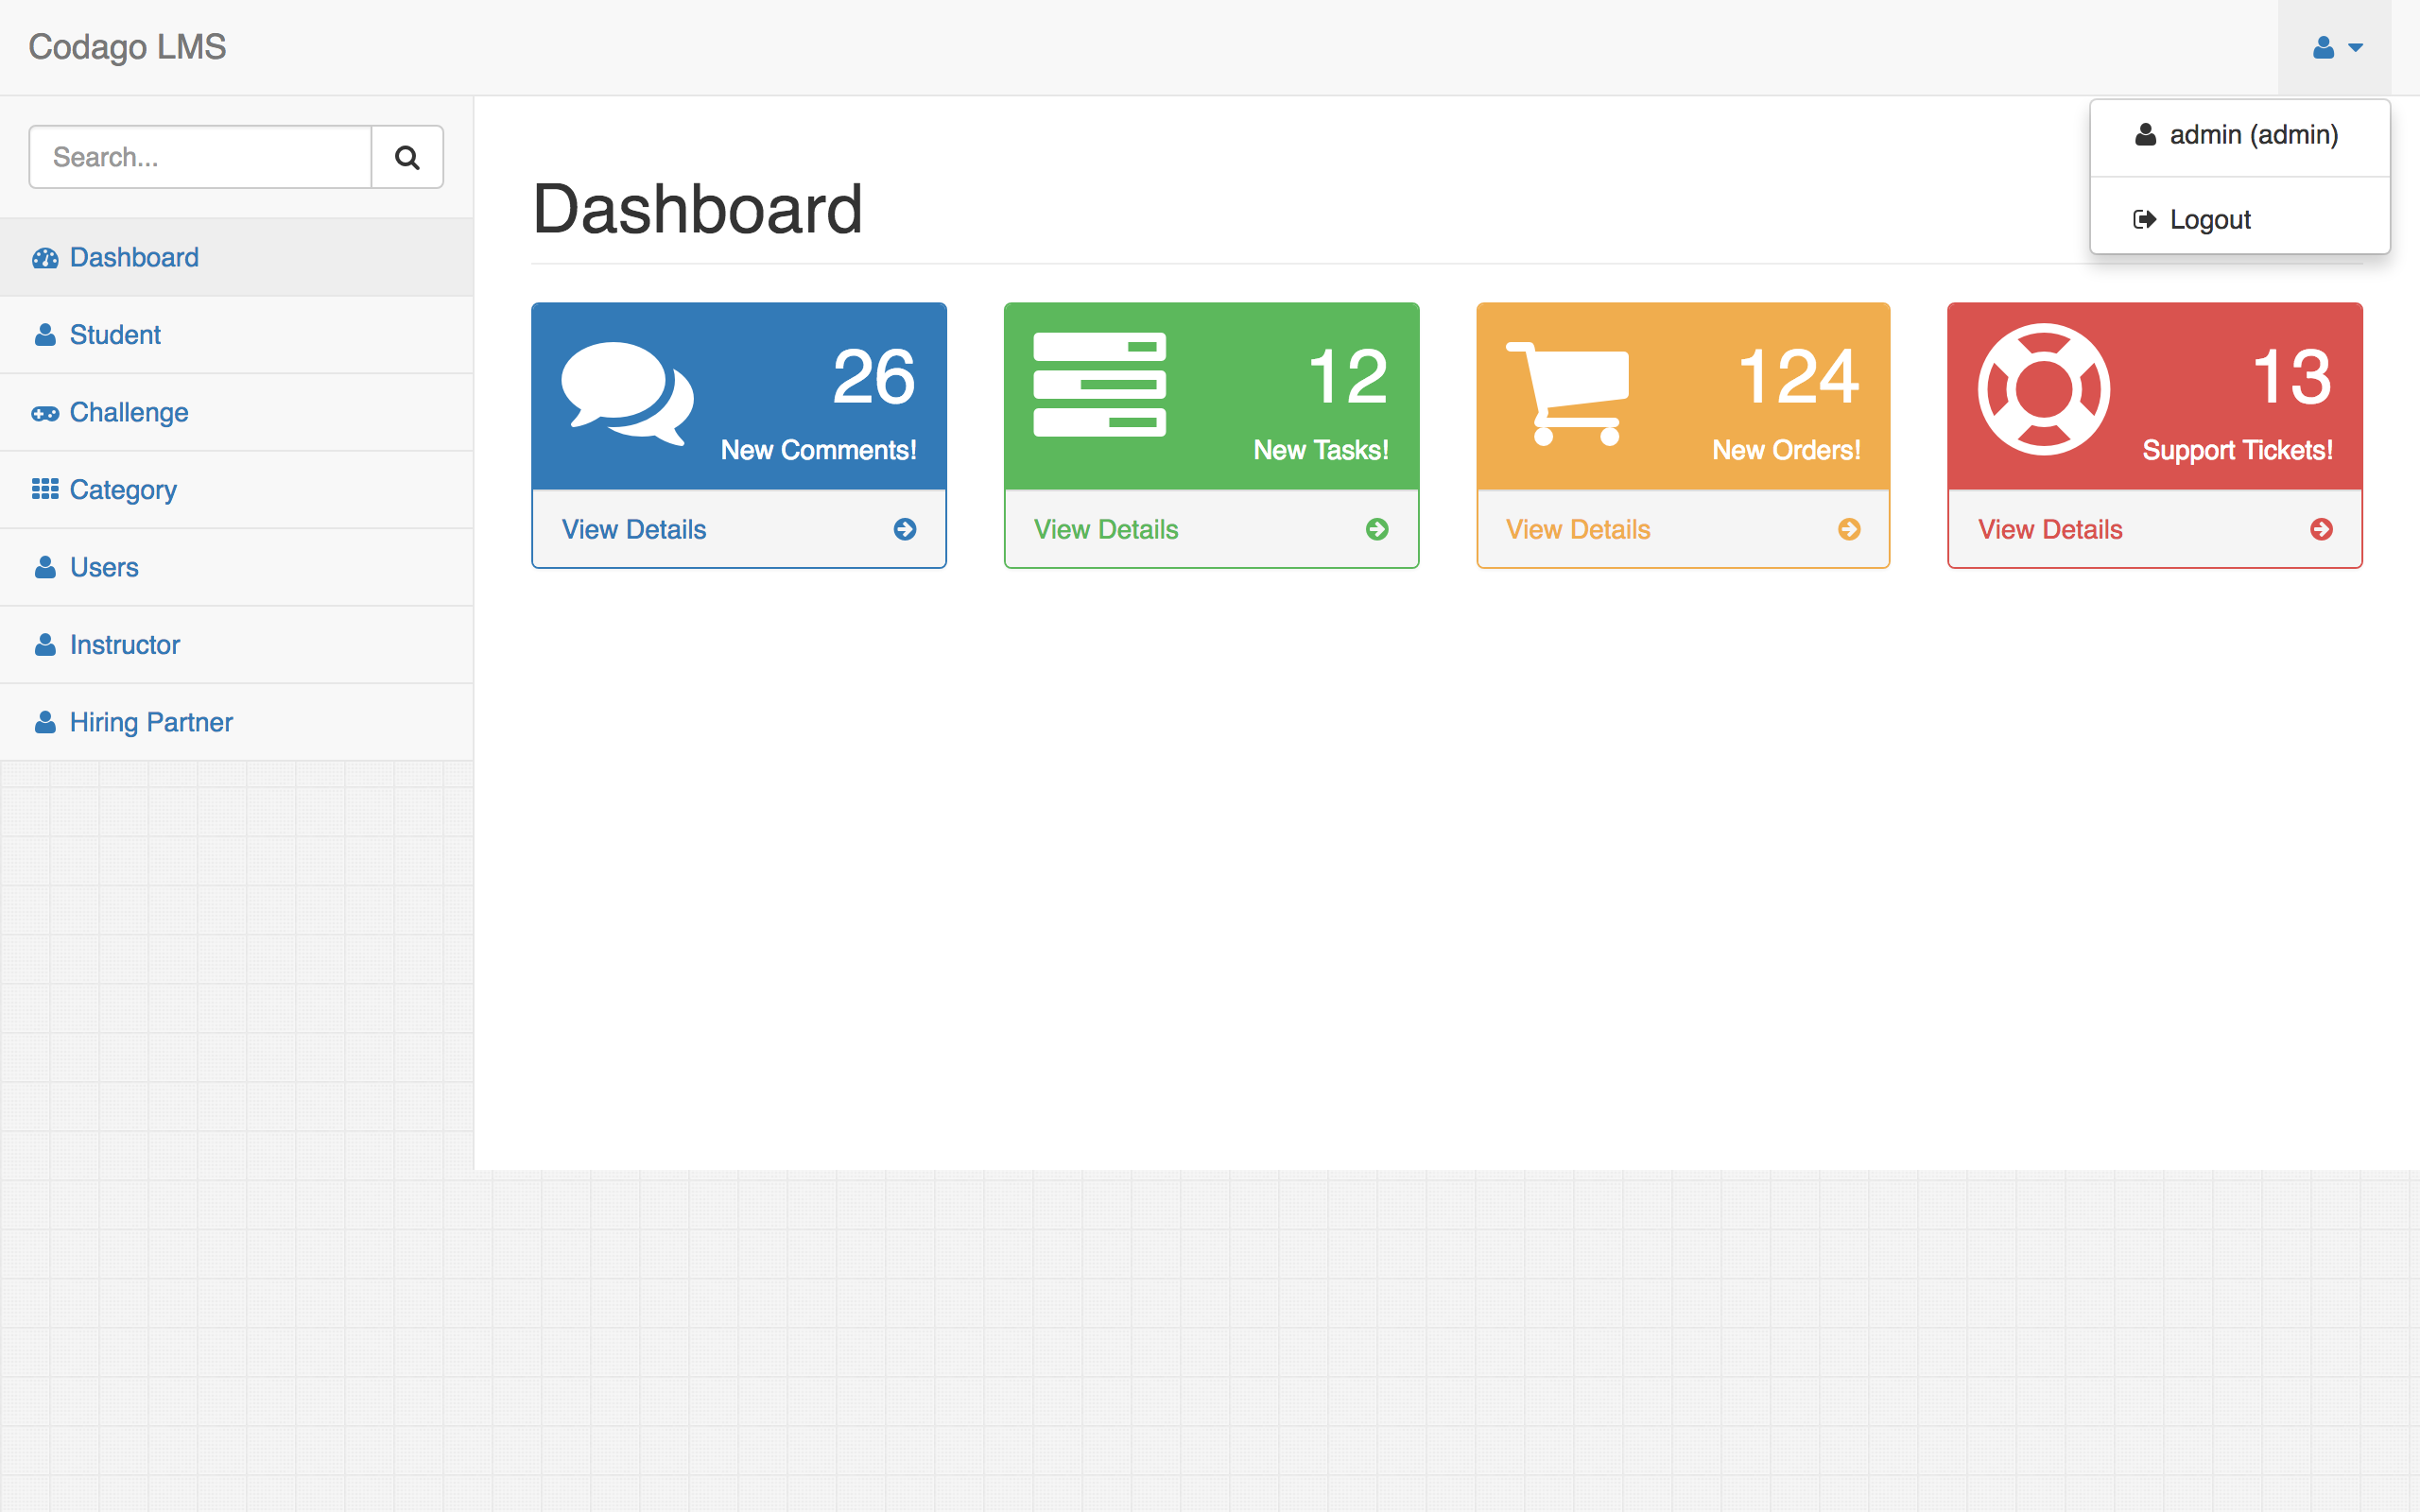 Codago LMS
admin (admin)
Logout
Search...
Dashboard
Student
Challenge
Category
Users
Instructor
Hiring Partner
Dashboard
26
New Comments!
View Details
12
New Tasks!
View Details
124
New Orders!
View Details
13
Support Tickets!
View Details